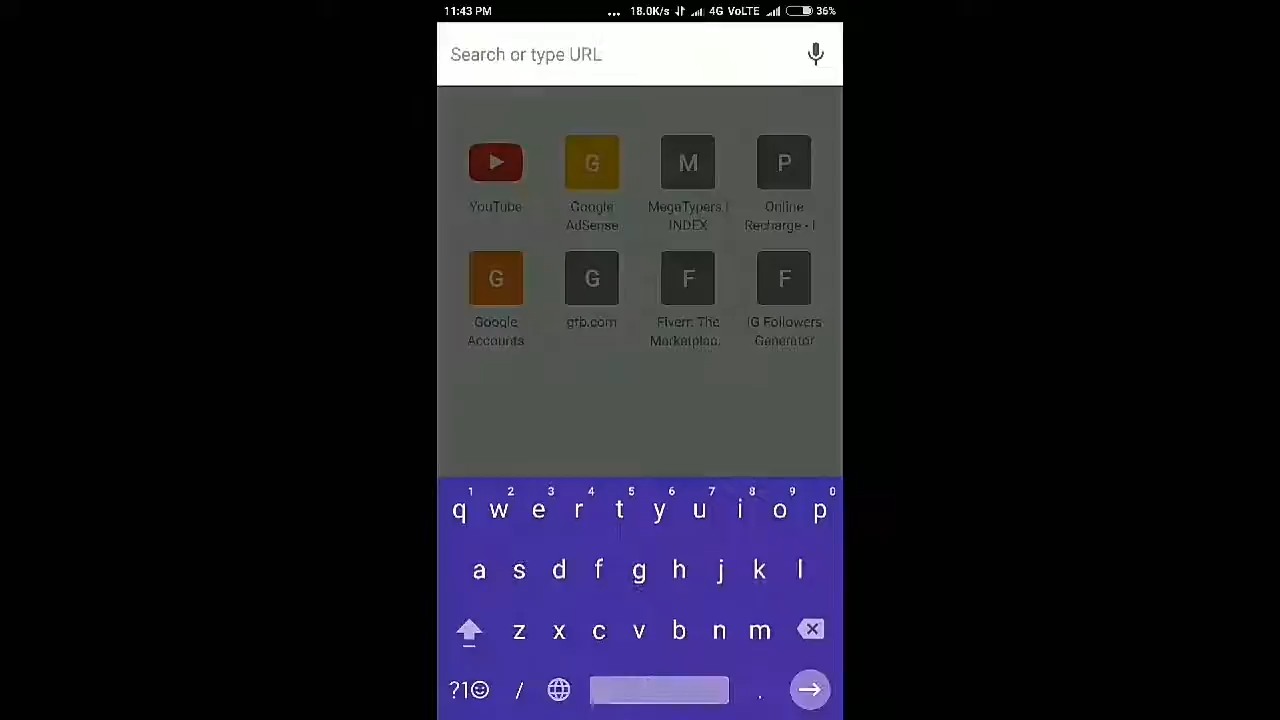 11:43 PM ... 18.0K/s 4G VoLTE 36%
Search or type URL
G M P
YouTube Google MegaTypers | Online
AdSense INDEX Recharge - I
G G F F
Google gtb.com Fiverr: The IG Followers
Accounts Marketplac. Generator
1 2 3 4 5 6 7 8 9 0
q w e r t y u i o p
a s d f g h j k l
z x c v b n m
?1☺ / .